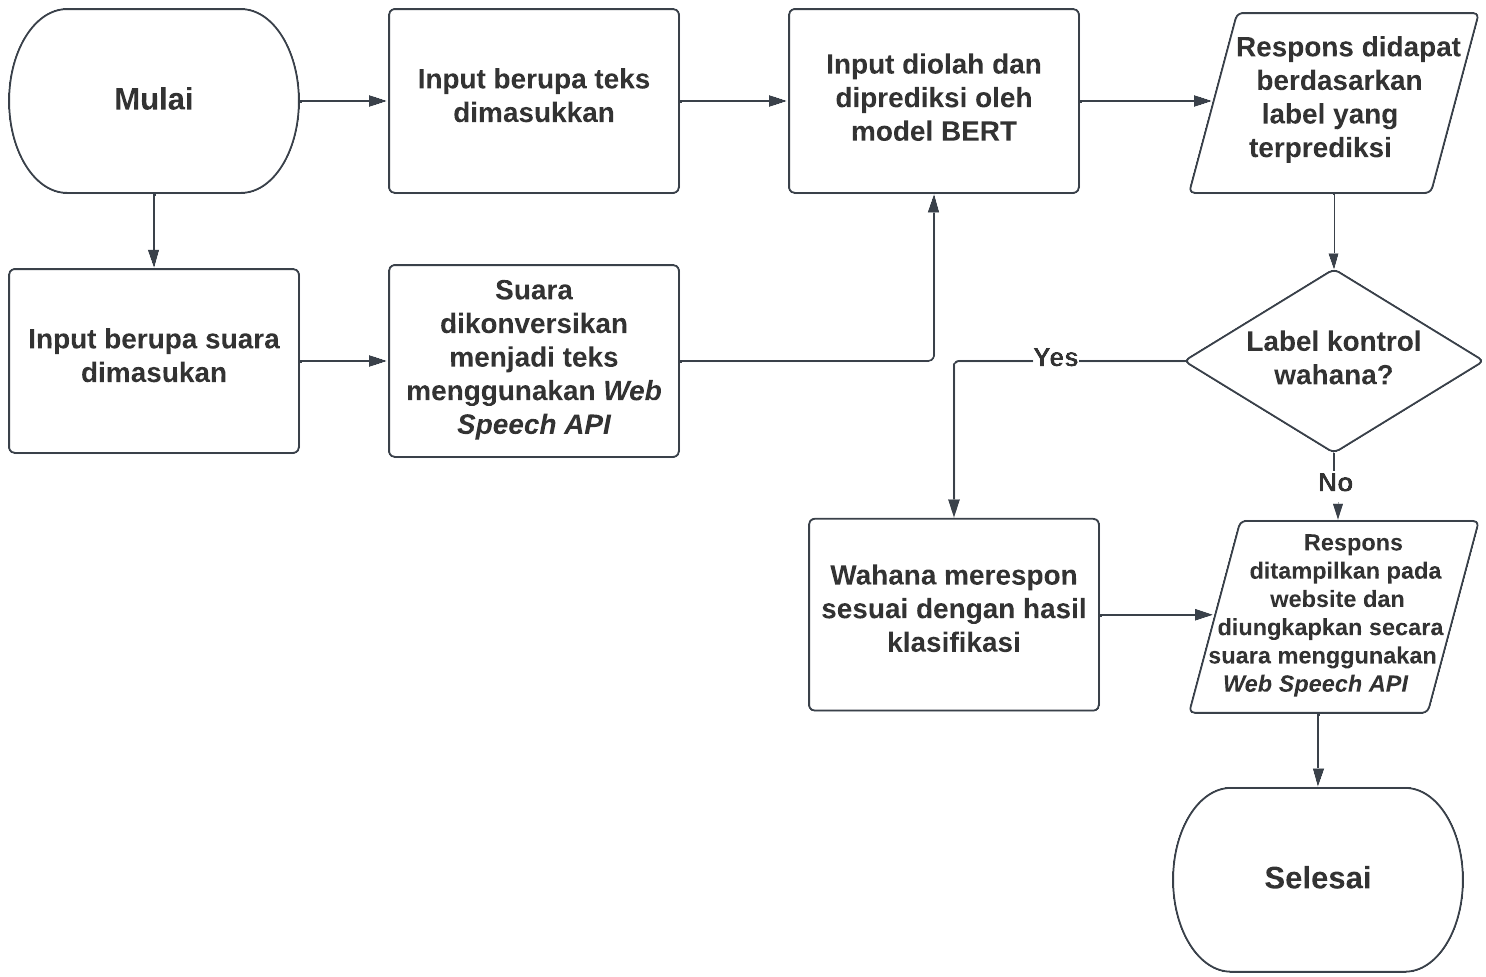 Mulai
Input berupa teks
dimasukkan
Input diolah dan
diprediksi oleh
model BERT
Respons didapat
berdasarkan
label yang
terprediksi
Input berupa suara
dimasukan
Suara
dikonversikan
menjadi teks
menggunakan Web
Speech API
Label kontrol
wahana?
Yes
No
Wahana merespon
sesuai dengan hasil
klasifikasi
Respons
ditampilkan pada
website dan
diungkapkan secara
suara menggunakan
Web Speech API
Selesai